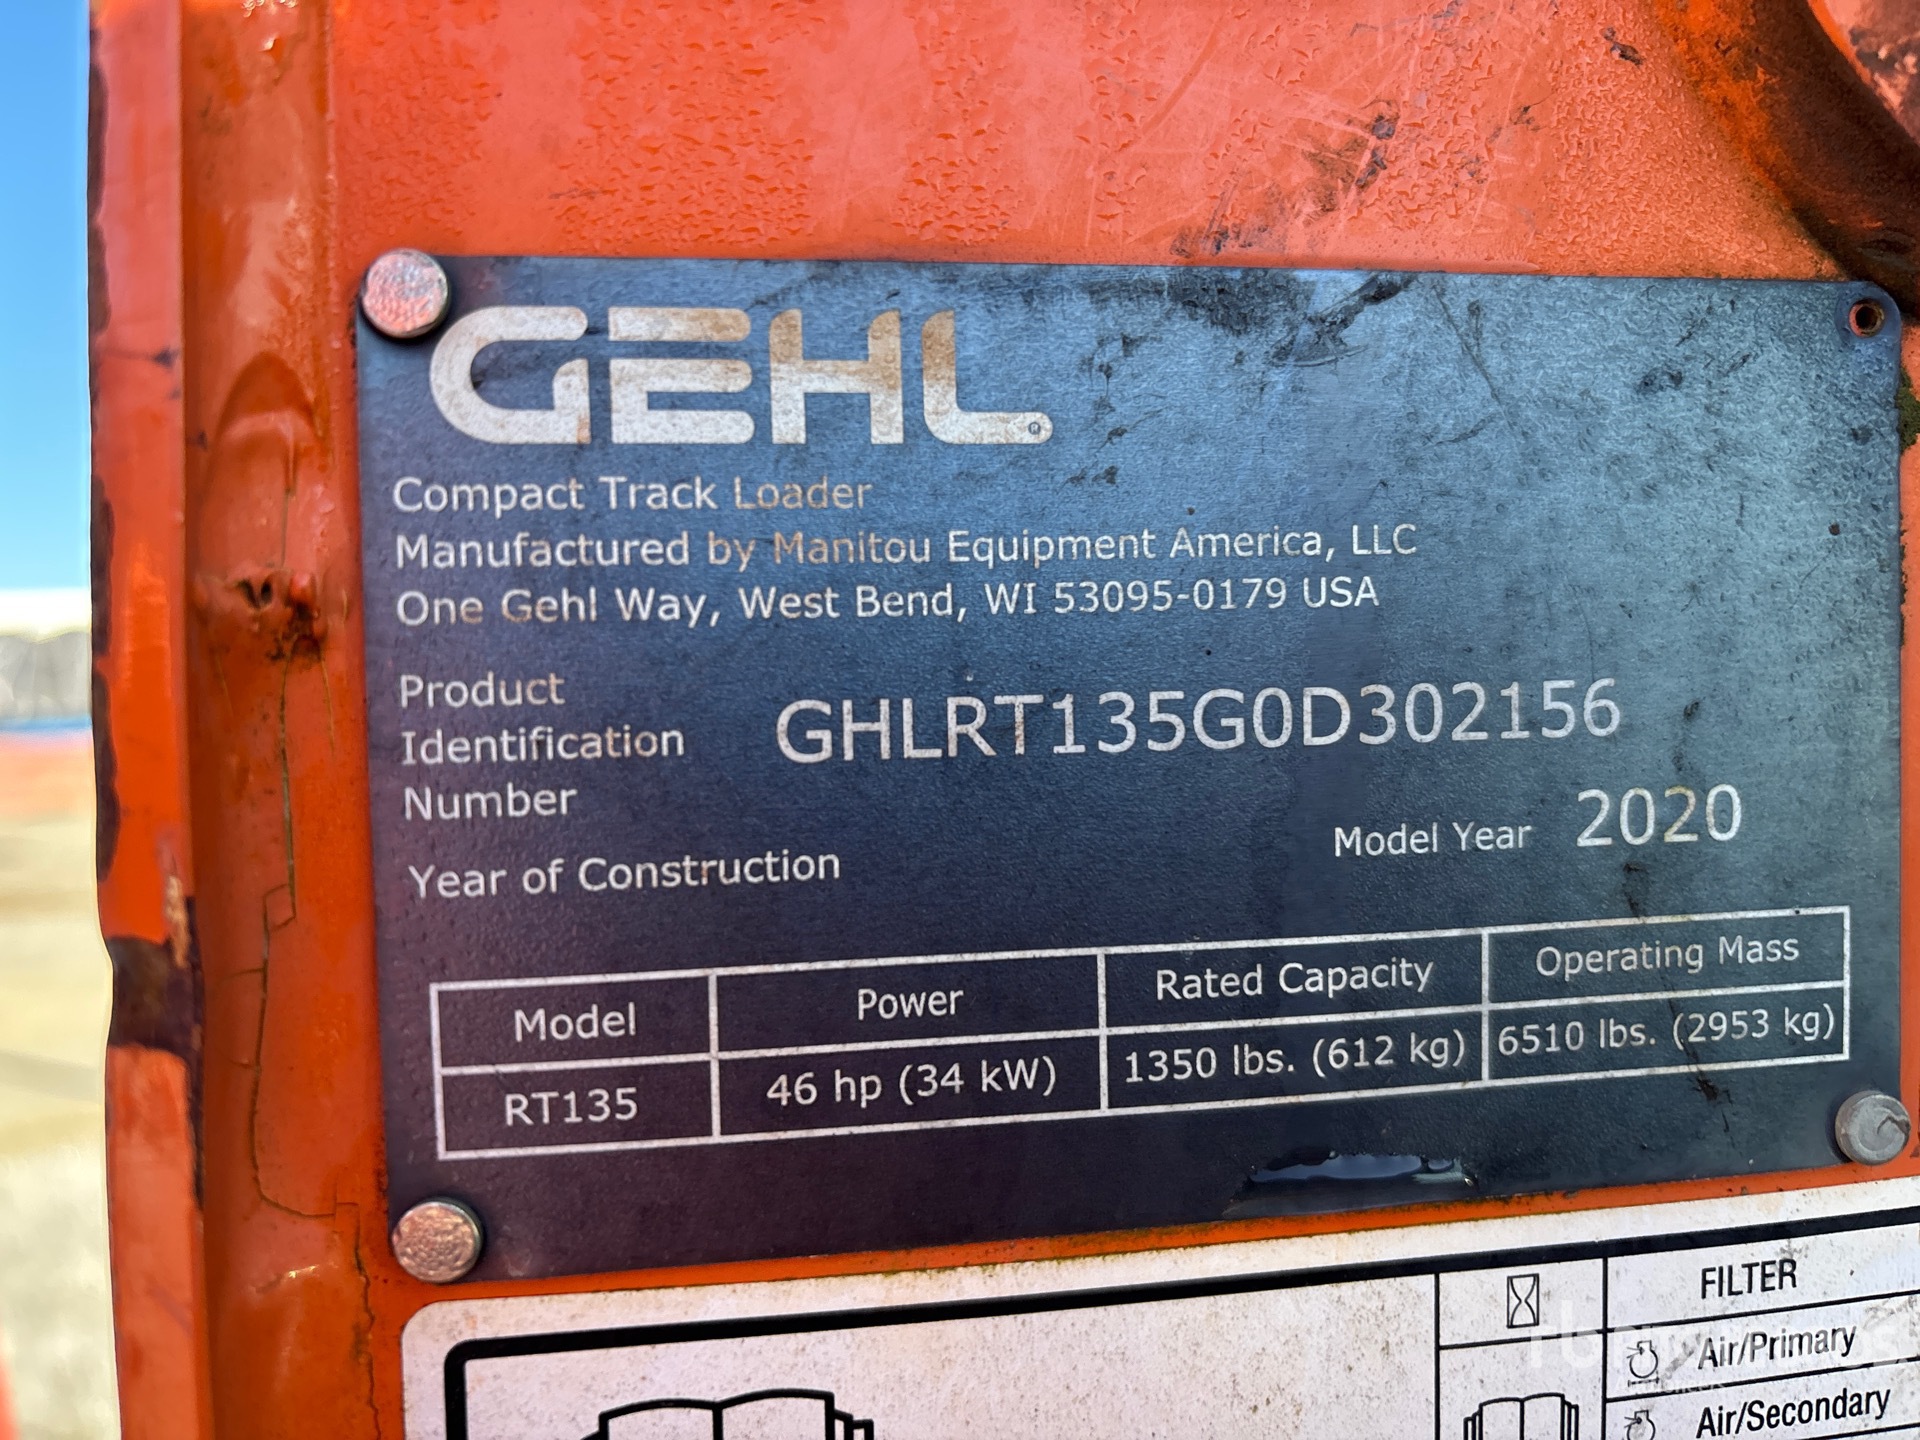 GEHL®
Compact Track Loader
Manufactured by Manitou Equipment America, LLC
One Gehl Way, West Bend, WI 53095-0179 USA
Product
Identification
Number
GHLRT135G0D302156
Model Year 2020
Year of Construction
Model Power Rated Capacity Operating Mass
RT135 46 hp (34 kW) 1350 lbs. (612 kg) 6510 lbs. (2953 kg)
FILTER
Air/Primary
Air/Secondary